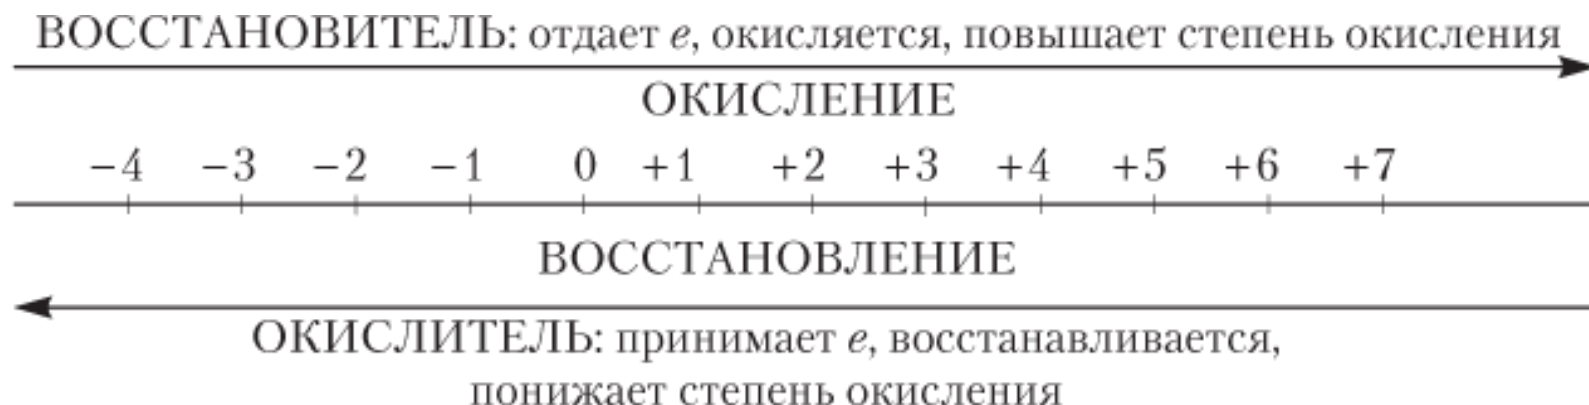 ВОССТАНОВИТЕЛЬ: отдает e, окисляется, повышает степень окисления
ОКИСЛЕНИЕ
−4 −3 −2 −1 0 +1 +2 +3 +4 +5 +6 +7
ВОССТАНОВЛЕНИЕ
ОКИСЛИТЕЛЬ: принимает e, восстанавливается,
понижает степень окисления